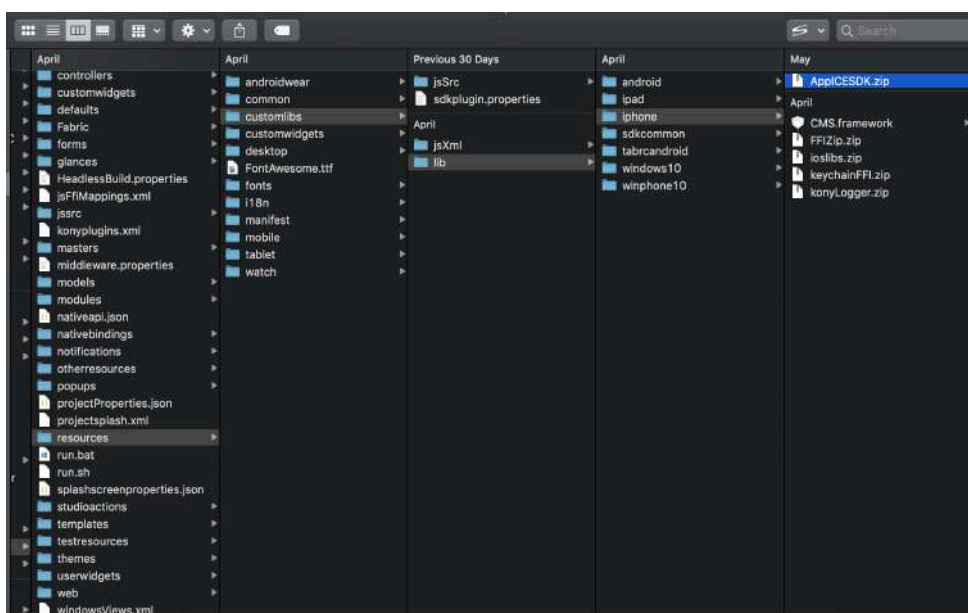 Search
April
controllers
customwidgets
defaults
Fabric
forms
glances
HeadlessBuild.properties
jsFfiMappings.xml
jssrc
konyplugins.xml
masters
middleware.properties
models
modules
nativeapi.json
nativebindings
notifications
otherresources
popups
projectProperties.json
projectsplash.xml
resources
run.bat
run.sh
splashscreenproperties.json
studioactions
templates
testresources
themes
userwidgets
web
windowsViews.xml
April
androidwear
common
customlibs
customwidgets
desktop
FontAwesome.ttf
fonts
i18n
manifest
mobile
tablet
watch
Previous 30 Days
jsSrc
sdkplugin.properties
April
jsXml
lib
April
android
ipad
iphone
sdkcommon
tabrcandroid
windows10
winphone10
May
AppICESDK.zip
April
CMS.framework
FFIZip.zip
ioslibs.zip
keychainFFI.zip
konyLogger.zip